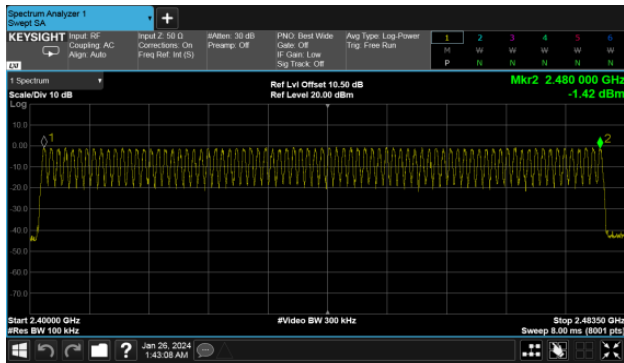 Spectrum Analyzer 1
Swept SA
+
KEYSIGHT
Input: RF
Coupling: AC
Align: Auto
Input Z: 50 Ω
Corrections: On
Freq Ref: Int (S)
#Atten: 30 dB
Preamp: Off
PNO: Best Wide
Gate: Off
IF Gain: Low
Sig Track: Off
Avg Type: Log-Power
Trig: Free Run
1 2 3 4 5 6
M W W W W W
P N N N N N
LXI
1 Spectrum
Scale/Div 10 dB
Ref Lvl Offset 10.50 dB
Ref Level 20.00 dBm
Mkr2 2.480 000 GHz
-1.42 dBm
Log
10.0
0.00
-10.0
-20.0
-30.0
-40.0
-50.0
-60.0
-70.0
1
2
Start 2.40000 GHz
#Res BW 100 kHz
#Video BW 300 kHz
Stop 2.48350 GHz
Sweep 8.00 ms (8001 pts)
?
Jan 26, 2024
1:43:08 AM